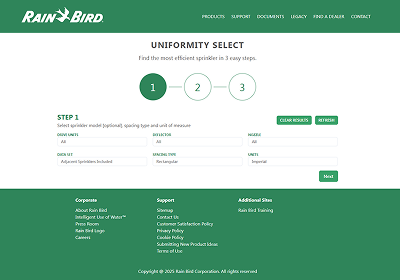 RAIN BIRD
PRODUCTS SUPPORT DOCUMENTS LEGACY FIND A DEALER CONTACT
UNIFORMITY SELECT
Find the most efficient sprinkler in 3 easy steps.
1 2 3
STEP 1
Select sprinkler model (optional), spacing type and unit of measure
CLEAR RESULTS REFRESH
DEFLECTOR NOZZLE
All All All
DATA SET SPACING TYPE UNITS
Adjacent Sprinklers Included Rectangular Imperial
Next
Corporate Support Additional Sites
About Rain Bird Sitemap Rain Bird Training
Intelligent Use of Water™ Contact Us
Press Room Customer Satisfaction Policy
Rain Bird Logo Privacy Policy
Careers Cookie Policy
Submitting New Product Ideas
Terms of Use
Copyright @ 2025 Rain Bird Corporation. All rights reserved